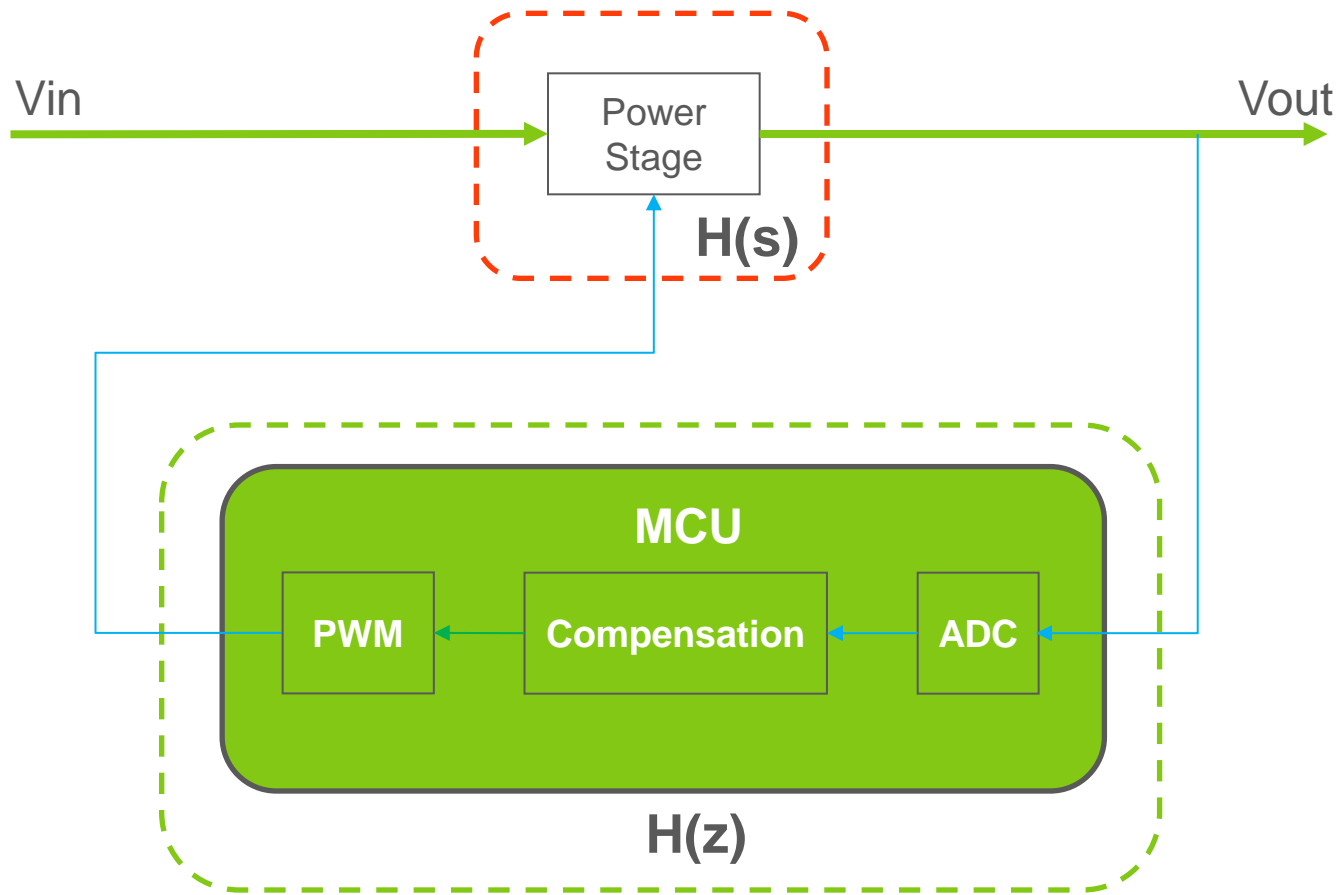 Vin
Power
Stage
Vout
H(s)
MCU
PWM
Compensation
ADC
H(z)